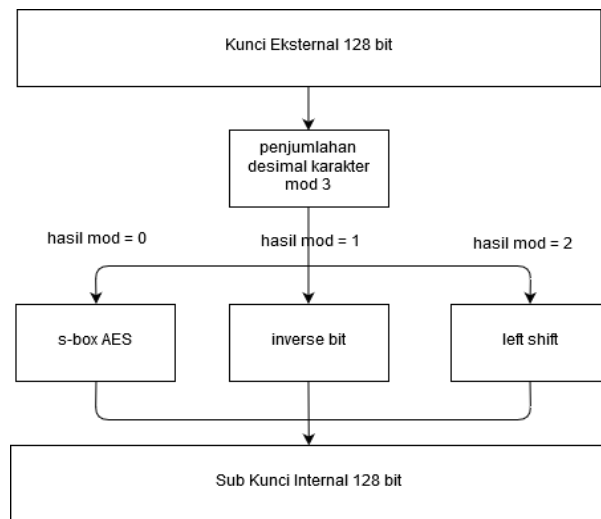 Kunci Eksternal 128 bit
penjumlahan
desimal karakter
mod 3
hasil mod = 0
hasil mod = 1
hasil mod = 2
s-box AES
inverse bit
left shift
Sub Kunci Internal 128 bit